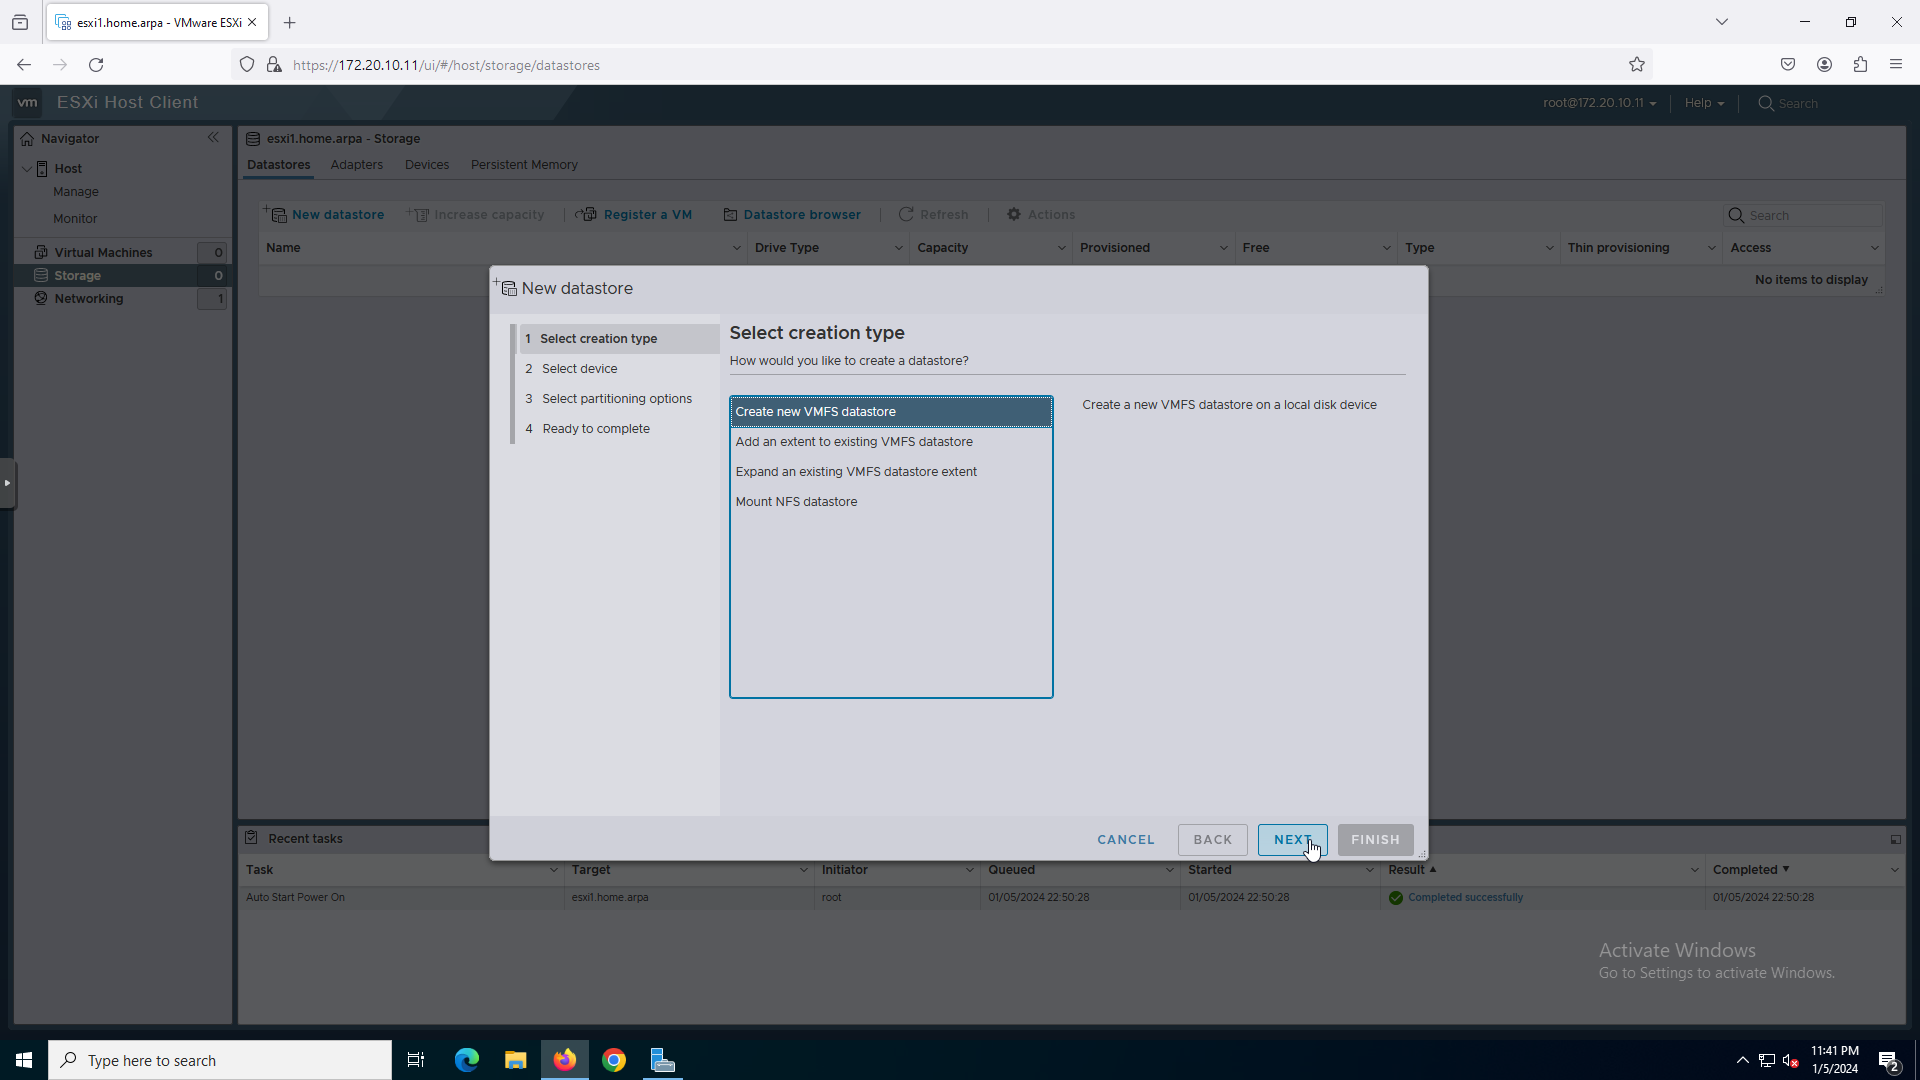 esxi1.home.arpa - VMware ESXi
https://172.20.10.11/ui/#/host/storage/datastores
vm ESXi Host Client
root@172.20.10.11
Help
Search
Navigator
Host
Manage
Monitor
Virtual Machines 0
Storage 0
Networking 1
esxi1.home.arpa - Storage
Datastores Adapters Devices Persistent Memory
New datastore Increase capacity Register a VM Datastore browser Refresh Actions
Search
Name Drive Type Capacity Provisioned Free Type Thin provisioning Access
No items to display
New datastore
1 Select creation type
2 Select device
3 Select partitioning options
4 Ready to complete
Select creation type
How would you like to create a datastore?
Create new VMFS datastore
Add an extent to existing VMFS datastore
Expand an existing VMFS datastore extent
Mount NFS datastore
Create a new VMFS datastore on a local disk device
CANCEL BACK NEXT FINISH
Recent tasks
Task Target Initiator Queued Started Result Completed
Auto Start Power On esxi1.home.arpa root 01/05/2024 22:50:28 01/05/2024 22:50:28 Completed successfully 01/05/2024 22:50:28
Activate Windows
Go to Settings to activate Windows.
Type here to search
11:41 PM
1/5/2024
2